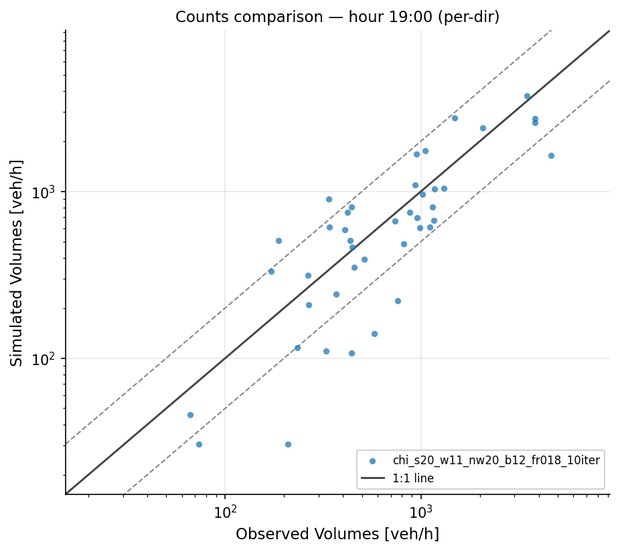 Counts comparison — hour 19:00 (per-dir)
Simulated Volumes [veh/h]
10³
10²
10² 10³
Observed Volumes [veh/h]
chi_s20_w11_nw20_b12_fr018_10iter
1:1 line